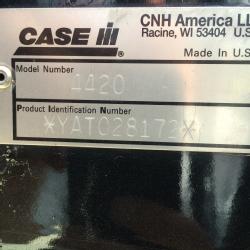 CASE IH
CNH America LL
Racine, WI 53404 U.S
Made in U.S
Model Number
4420
Product Identification Number
*YAT028172*